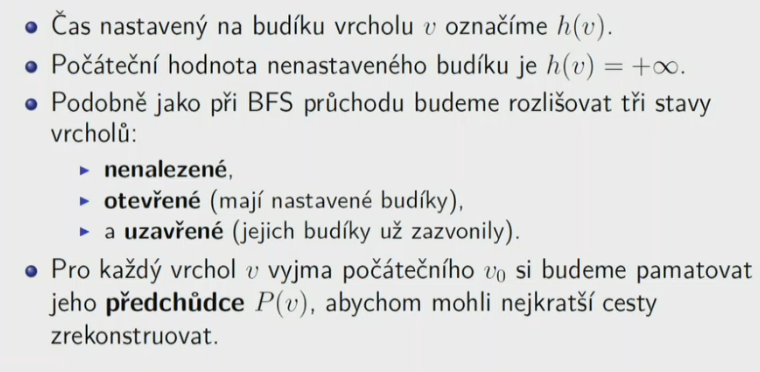 Čas nastavený na budíku vrcholu v označíme h(v).
Počáteční hodnota nenastaveného budíku je h(v) = +∞.
Podobně jako při BFS průchodu budeme rozlišovat tři stavy
vrcholů:
nenalezené,
otevřené (mají nastavené budíky),
a uzavřené (jejich budíky už zazvonily).
Pro každý vrchol v vyjma počátečního v₀ si budeme pamatovat
jeho předchůdce P(v), abychom mohli nejkratší cesty
zrekonstruovat.